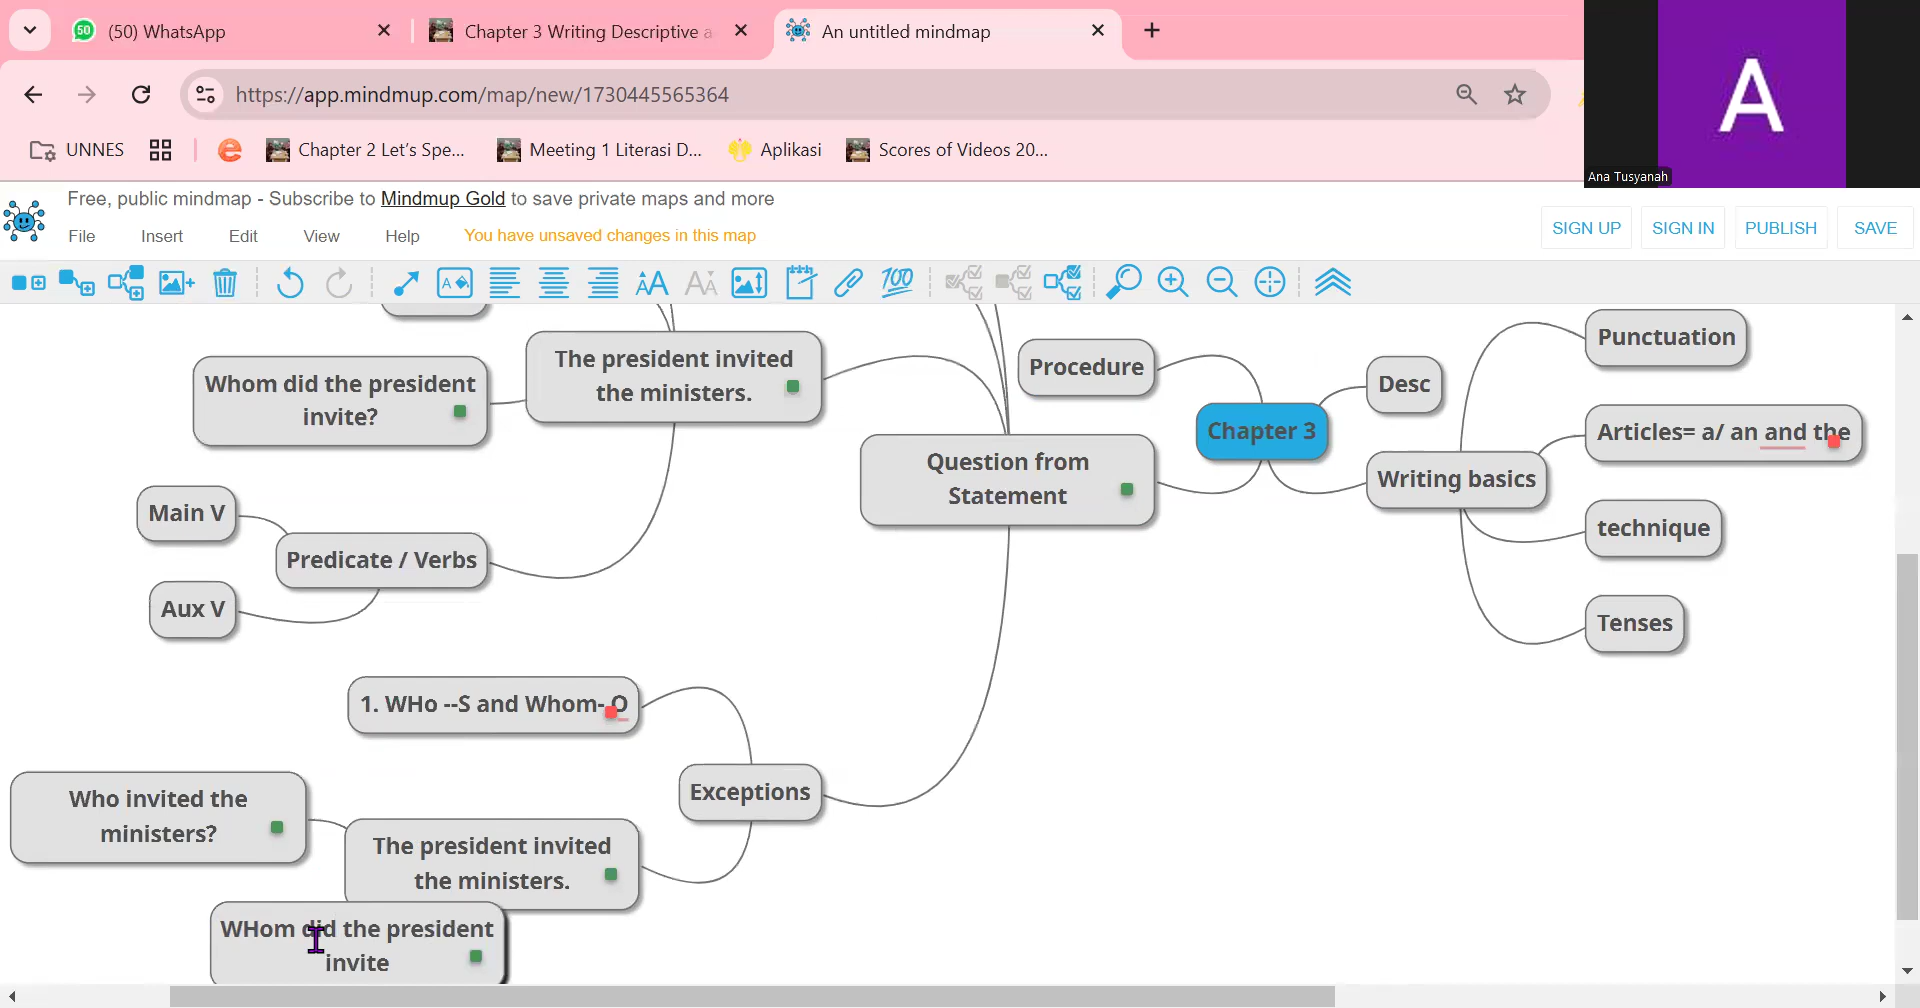 50
(50) WhatsApp
Chapter 3 Writing Descriptive a
An untitled mindmap
https://app.mindmup.com/map/new/1730445565364
UNNES
Chapter 2 Let's Spe...
Meeting 1 Literasi D...
Aplikasi
Scores of Videos 20...
A
Ana Tusyanah
Free, public mindmap - Subscribe to Mindmup Gold to save private maps and more
File Insert Edit View Help You have unsaved changes in this map
SIGN UP SIGN IN PUBLISH SAVE
The president invited
the ministers.
Whom did the president
invite?
Main V
Predicate / Verbs
Aux V
Procedure
Chapter 3
Desc
Question from
Statement
Writing basics
Punctuation
Articles= a/ an and the
technique
Tenses
1. WHo --S and Whom- O
Exceptions
Who invited the
ministers?
The president invited
the ministers.
WHom did the president
invite